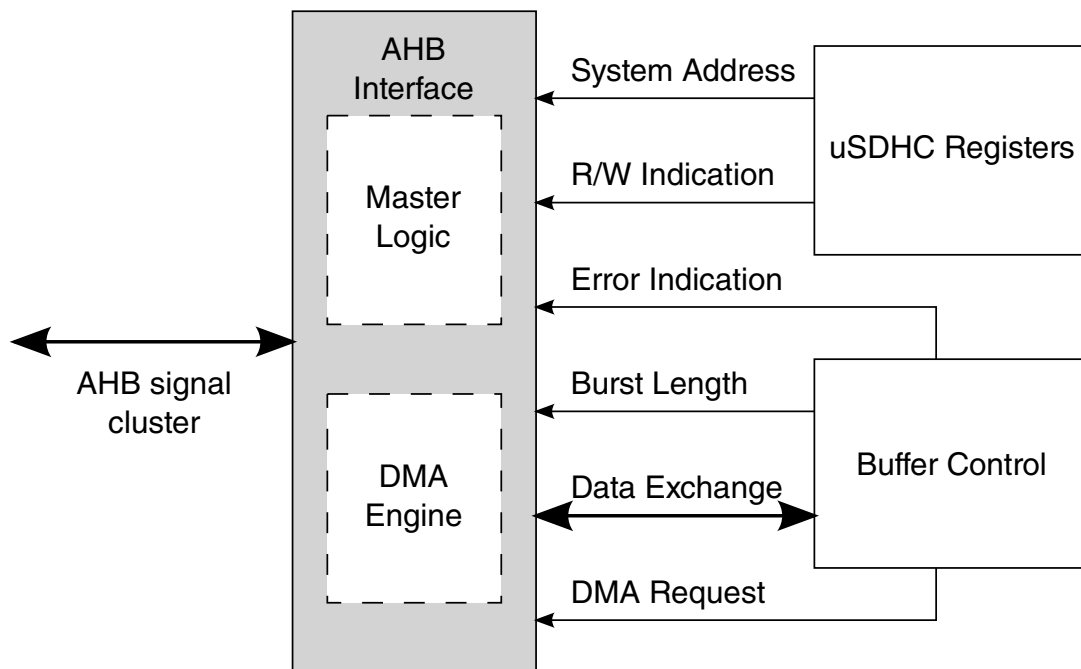 AHB
Interface
Master
Logic
DMA
Engine
AHB signal
cluster
System Address
R/W Indication
Error Indication
Burst Length
Data Exchange
DMA Request
uSDHC Registers
Buffer Control